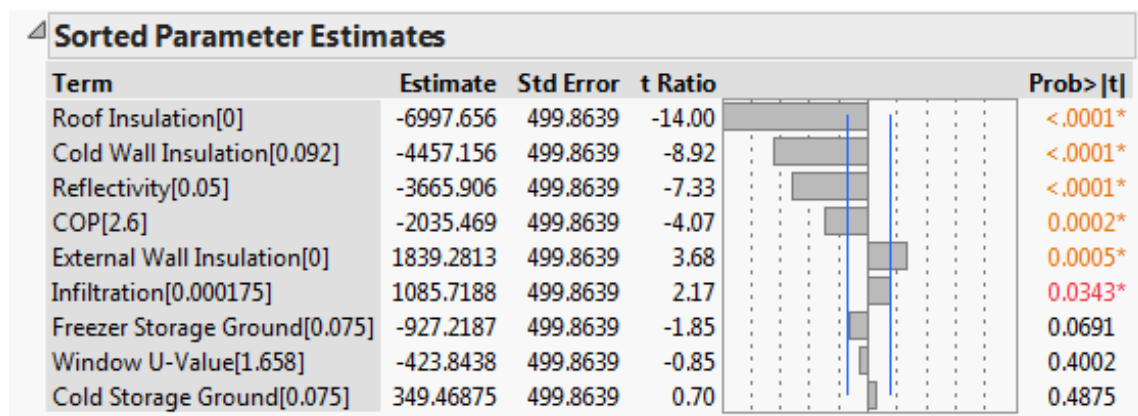 Sorted Parameter Estimates
Term Estimate Std Error t Ratio Prob>|t|
Roof Insulation[0] -6997.656 499.8639 -14.00 <.0001*
Cold Wall Insulation[0.092] -4457.156 499.8639 -8.92 <.0001*
Reflectivity[0.05] -3665.906 499.8639 -7.33 <.0001*
COP[2.6] -2035.469 499.8639 -4.07 0.0002*
External Wall Insulation[0] 1839.2813 499.8639 3.68 0.0005*
Infiltration[0.000175] 1085.7188 499.8639 2.17 0.0343*
Freezer Storage Ground[0.075] -927.2187 499.8639 -1.85 0.0691
Window U-Value[1.658] -423.8438 499.8639 -0.85 0.4002
Cold Storage Ground[0.075] 349.46875 499.8639 0.70 0.4875